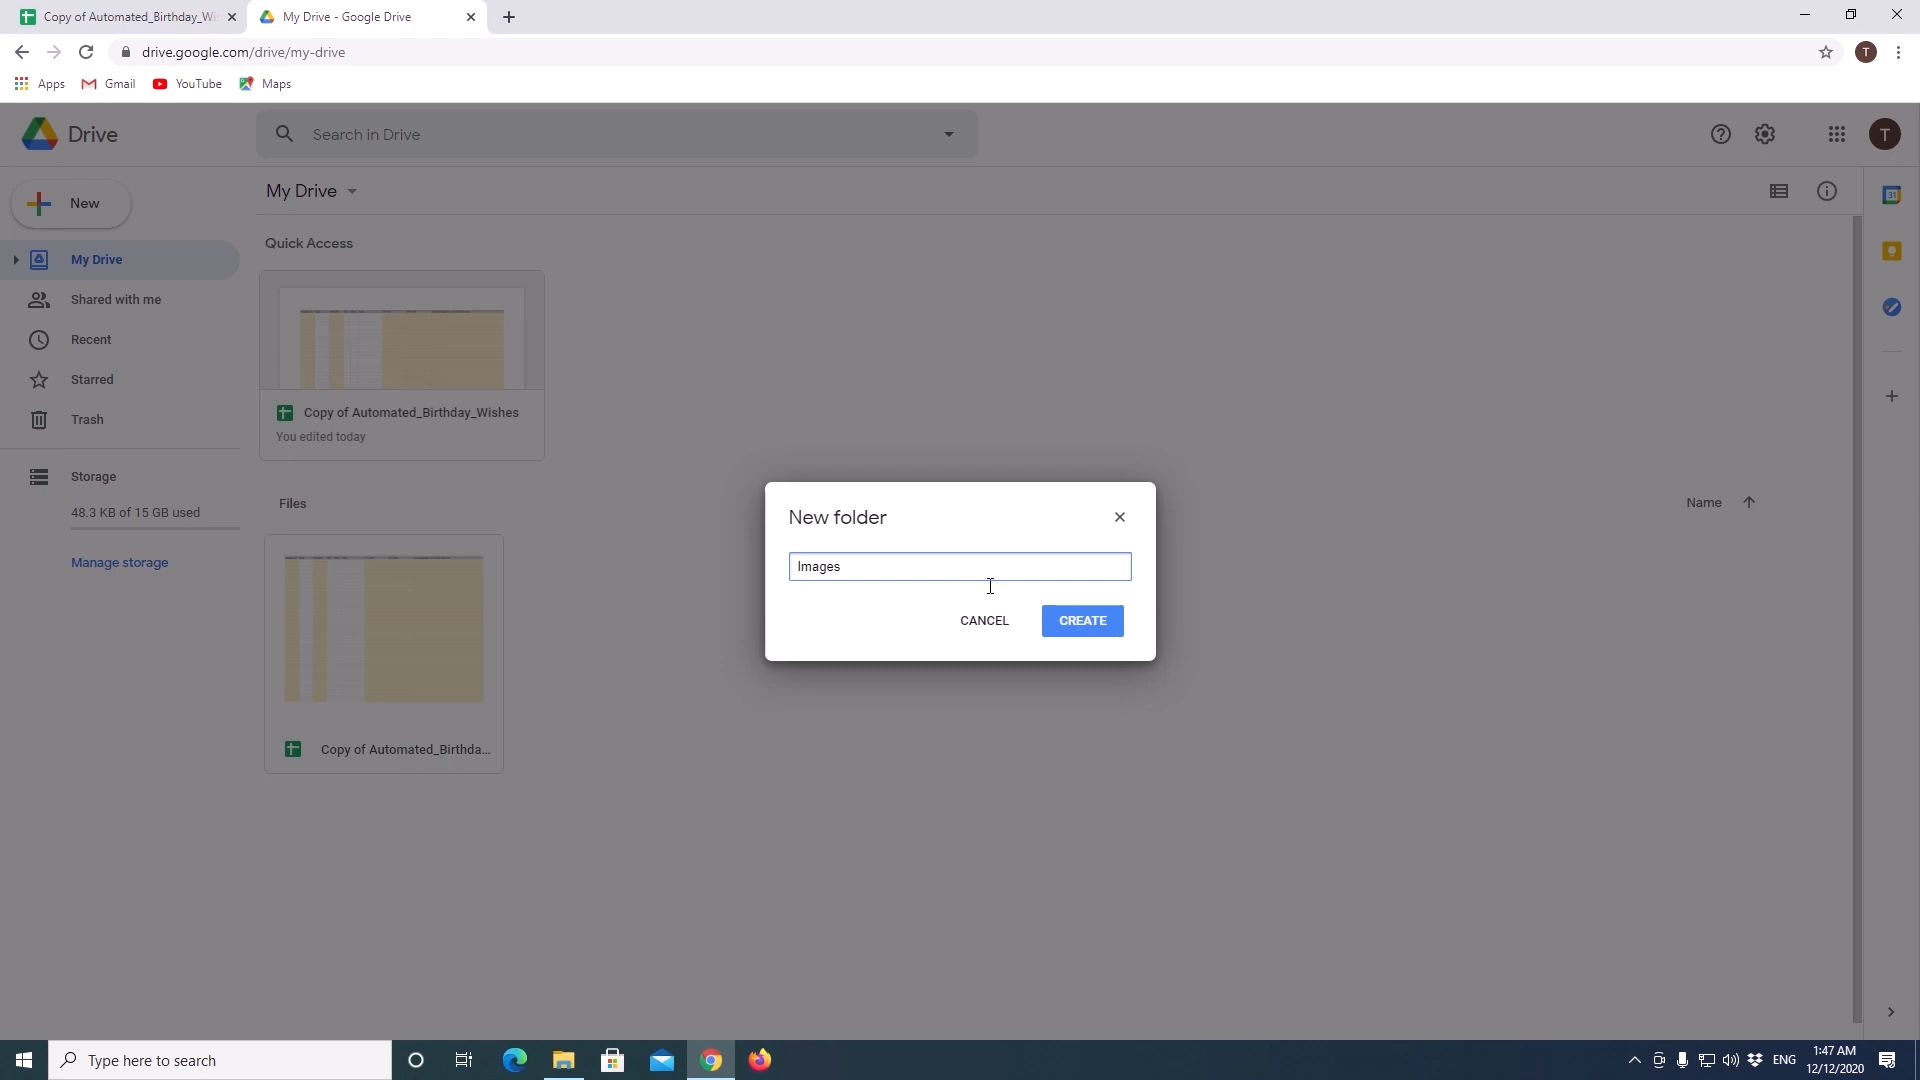 Copy of Automated_Birthday_Wi
My Drive - Google Drive
drive.google.com/drive/my-drive
T
Apps
Gmail
YouTube
Maps
Drive
Search in Drive
T
New
My Drive
31
Quick Access
My Drive
Shared with me
Recent
Starred
Trash
Copy of Automated_Birthday_Wishes
You edited today
Storage
48.3 KB of 15 GB used
Manage storage
Files
Name
New folder
Images
CANCEL
CREATE
Copy of Automated_Birthda...
Type here to search
ENG
1:47 AM
12/12/2020